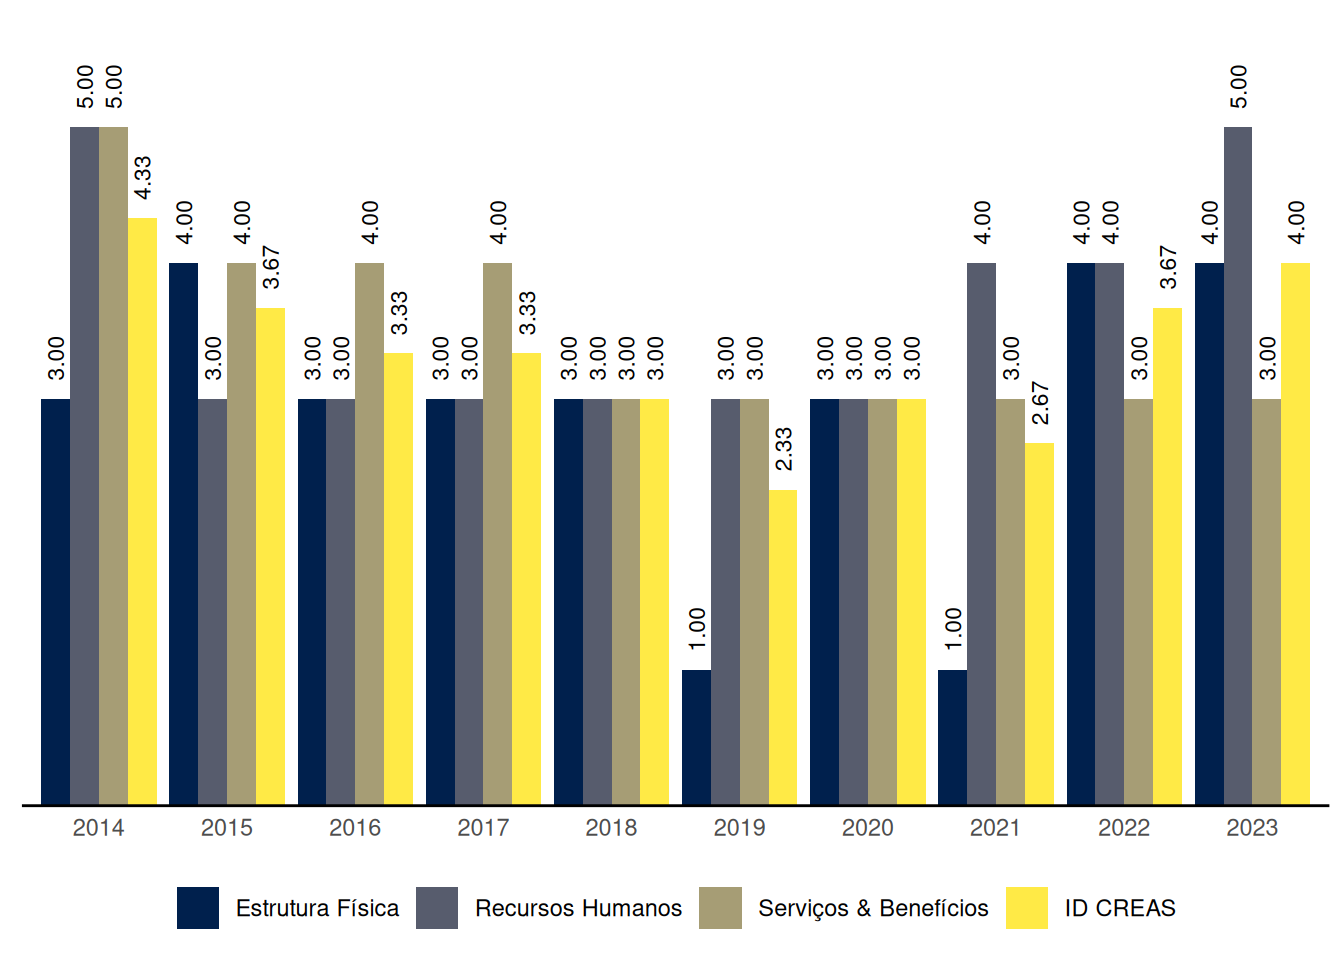 3.00 5.00 5.00 4.33 4.00 3.00 4.00 3.67 3.00 3.00 4.00 3.33 3.00 3.00 4.00 3.33 3.00 3.00 3.00 3.00 1.00 3.00 3.00 2.33 3.00 3.00 3.00 3.00 1.00 4.00 3.00 2.67 4.00 4.00 3.00 3.67 4.00 5.00 3.00 4.00
2014 2015 2016 2017 2018 2019 2020 2021 2022 2023
Estrutura Física Recursos Humanos Serviços & Benefícios ID CREAS